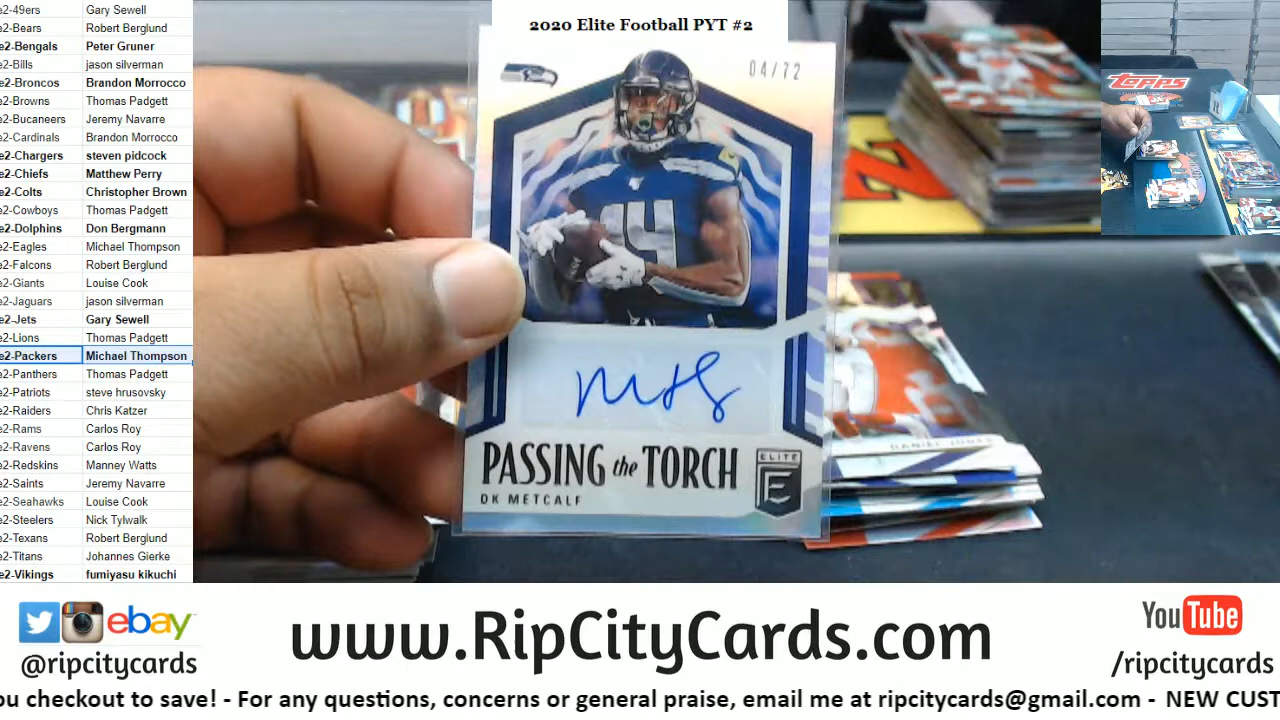 2020 Elite Football PYT #2
e2-49ers Gary Sewell
e2-Bears Robert Berglund
e2-Bengals Peter Gruner
e2-Bills jason silverman
e2-Broncos Brandon Morrocco
e2-Browns Thomas Padgett
e2-Bucaneers Jeremy Navarre
e2-Cardinals Brandon Morrocco
e2-Chargers steven pidcock
e2-Chiefs Matthew Perry
e2-Colts Christopher Brown
e2-Cowboys Thomas Padgett
e2-Dolphins Don Bergmann
e2-Eagles Michael Thompson
e2-Falcons Robert Berglund
e2-Giants Louise Cook
e2-Jaguars jason silverman
e2-Jets Gary Sewell
e2-Lions Thomas Padgett
e2-Packers Michael Thompson
e2-Panthers Thomas Padgett
e2-Patriots steve hrusovsky
e2-Raiders Chris Katzer
e2-Rams Carlos Roy
e2-Ravens Carlos Roy
e2-Redskins Manney Watts
e2-Saints Jeremy Navarre
e2-Seahawks Louise Cook
e2-Steelers Nick Tylwalk
e2-Texans Robert Berglund
e2-Titans Johannes Gierke
e2-Vikings fumiyasu kikuchi
04/72
14
PASSING the TORCH
DK METCALF
ELITE
E
DANIEL JONES
TOPPS
ebay
@ripcitycards
www.RipCityCards.com
YouTube
/ripcitycards
ou checkout to save! - For any questions, concerns or general praise, email me at ripcitycards@gmail.com - NEW CUST